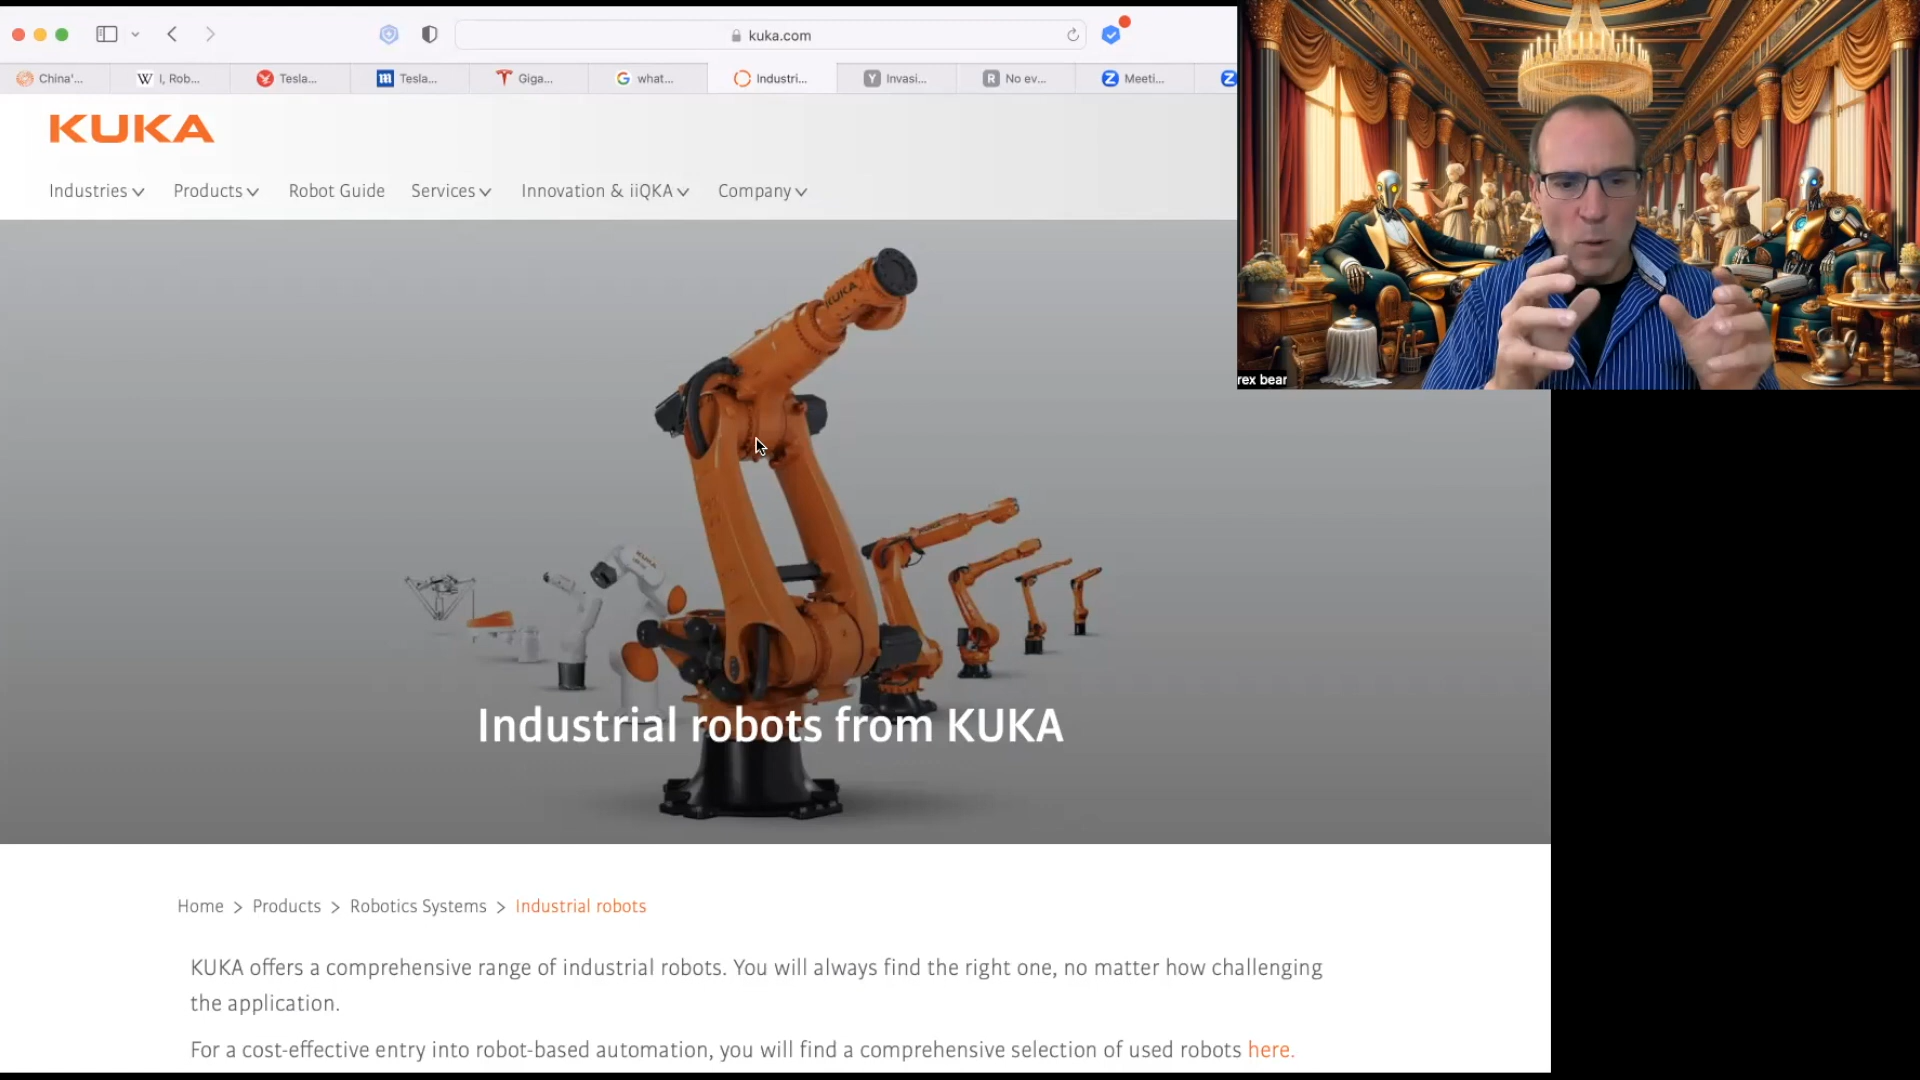 kuka.com
China'...
I, Rob...
Tesla...
Tesla...
Giga...
what...
Industri...
Invasi...
No ev...
Meeti...
KUKA
Industries
Products
Robot Guide
Services
Innovation & iiQKA
Company
rex bear
KUKA
KUKA
Industrial robots from KUKA
Home > Products > Robotics Systems > Industrial robots
KUKA offers a comprehensive range of industrial robots. You will always find the right one, no matter how challenging
the application.
For a cost-effective entry into robot-based automation, you will find a comprehensive selection of used robots here.